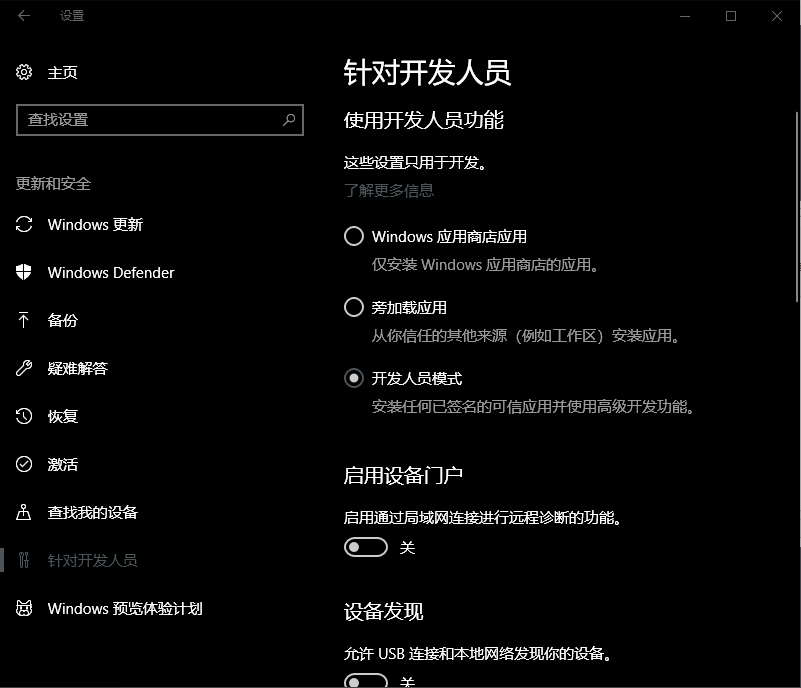 设置
主页
查找设置
更新和安全
Windows 更新
Windows Defender
备份
疑难解答
恢复
激活
查找我的设备
针对开发人员
Windows 预览体验计划
针对开发人员
使用开发人员功能
这些设置只用于开发。
了解更多信息
Windows 应用商店应用
仅安装 Windows 应用商店的应用。
旁加载应用
从你信任的其他来源（例如工作区）安装应用。
开发人员模式
安装任何已签名的可信应用并使用高级开发功能。
启用设备门户
启用通过局域网连接进行远程诊断的功能。
关
设备发现
允许 USB 连接和本地网络发现你的设备。
关